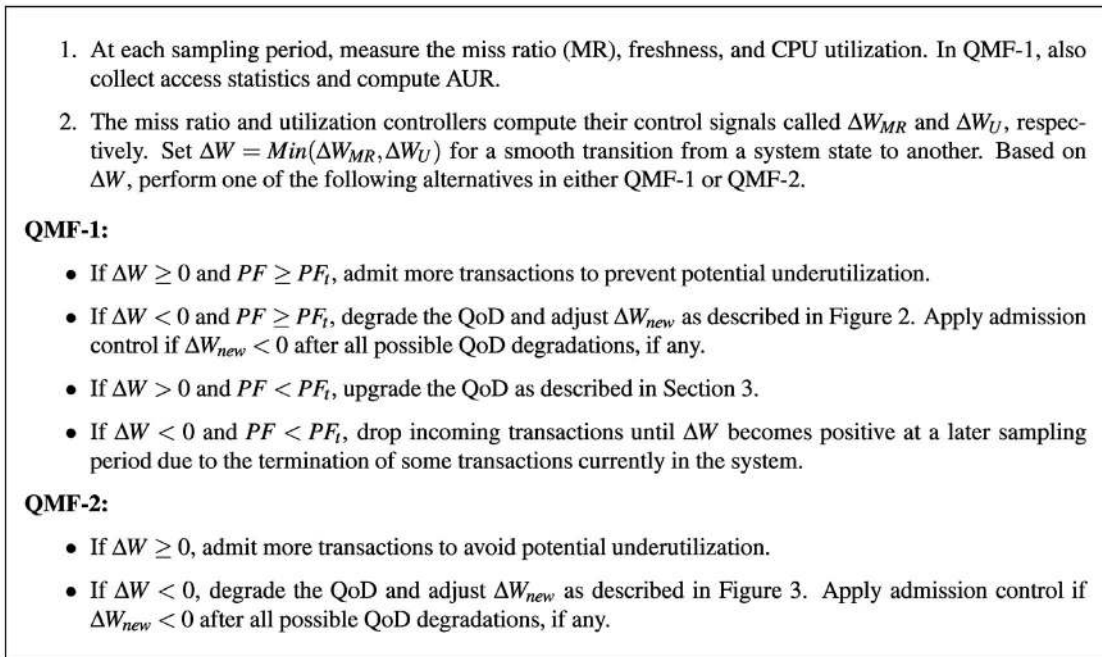 1. At each sampling period, measure the miss ratio (MR), freshness, and CPU utilization. In QMF-1, also
collect access statistics and compute AUR.
2. The miss ratio and utilization controllers compute their control signals called ΔW_MR and ΔW_U, respec-
tively. Set ΔW = Min(ΔW_MR, ΔW_U) for a smooth transition from a system state to another. Based on
ΔW, perform one of the following alternatives in either QMF-1 or QMF-2.
QMF-1:
• If ΔW ≥ 0 and PF ≥ PF_t, admit more transactions to prevent potential underutilization.
• If ΔW < 0 and PF ≥ PF_t, degrade the QoD and adjust ΔW_new as described in Figure 2. Apply admission
control if ΔW_new < 0 after all possible QoD degradations, if any.
• If ΔW > 0 and PF < PF_t, upgrade the QoD as described in Section 3.
• If ΔW < 0 and PF < PF_t, drop incoming transactions until ΔW becomes positive at a later sampling
period due to the termination of some transactions currently in the system.
QMF-2:
• If ΔW ≥ 0, admit more transactions to avoid potential underutilization.
• If ΔW < 0, degrade the QoD and adjust ΔW_new as described in Figure 3. Apply admission control if
ΔW_new < 0 after all possible QoD degradations, if any.